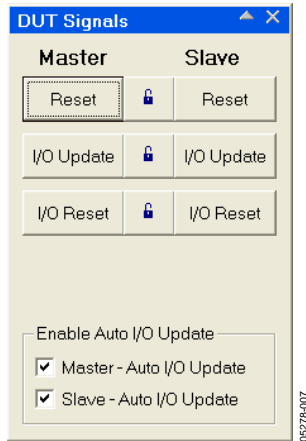 DUT Signals
Master Slave
Reset Reset
I/O Update I/O Update
I/O Reset I/O Reset
Enable Auto I/O Update
Master - Auto I/O Update
Slave - Auto I/O Update
05278-007